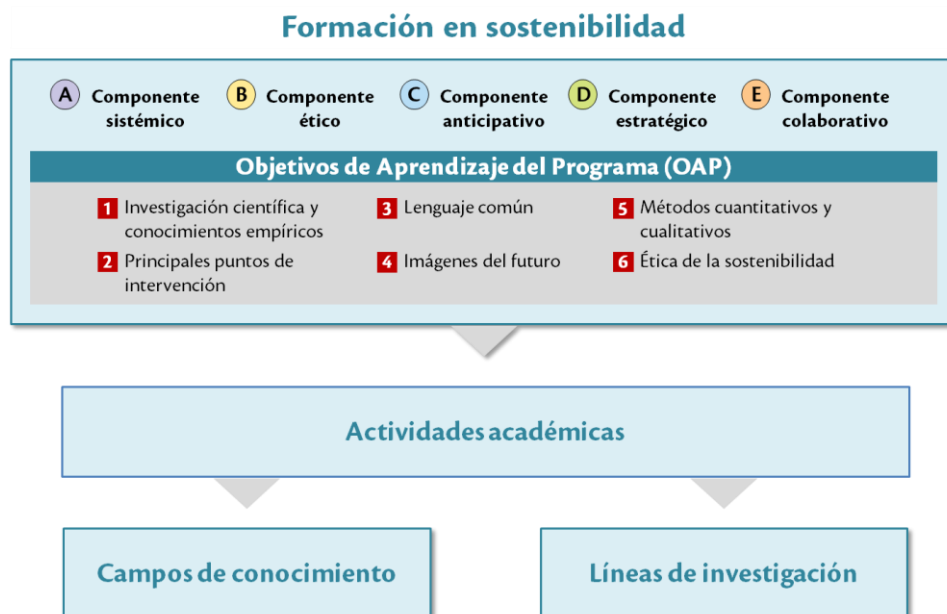 Formación en sostenibilidad
A Componente sistémico
B Componente ético
C Componente anticipativo
D Componente estratégico
E Componente colaborativo
Objetivos de Aprendizaje del Programa (OAP)
1 Investigación científica y
conocimientos empíricos
2 Principales puntos de
intervención
3 Lenguaje común
4 Imágenes del futuro
5 Métodos cuantitativos y
cualitativos
6 Ética de la sostenibilidad
Actividades académicas
Campos de conocimiento
Líneas de investigación